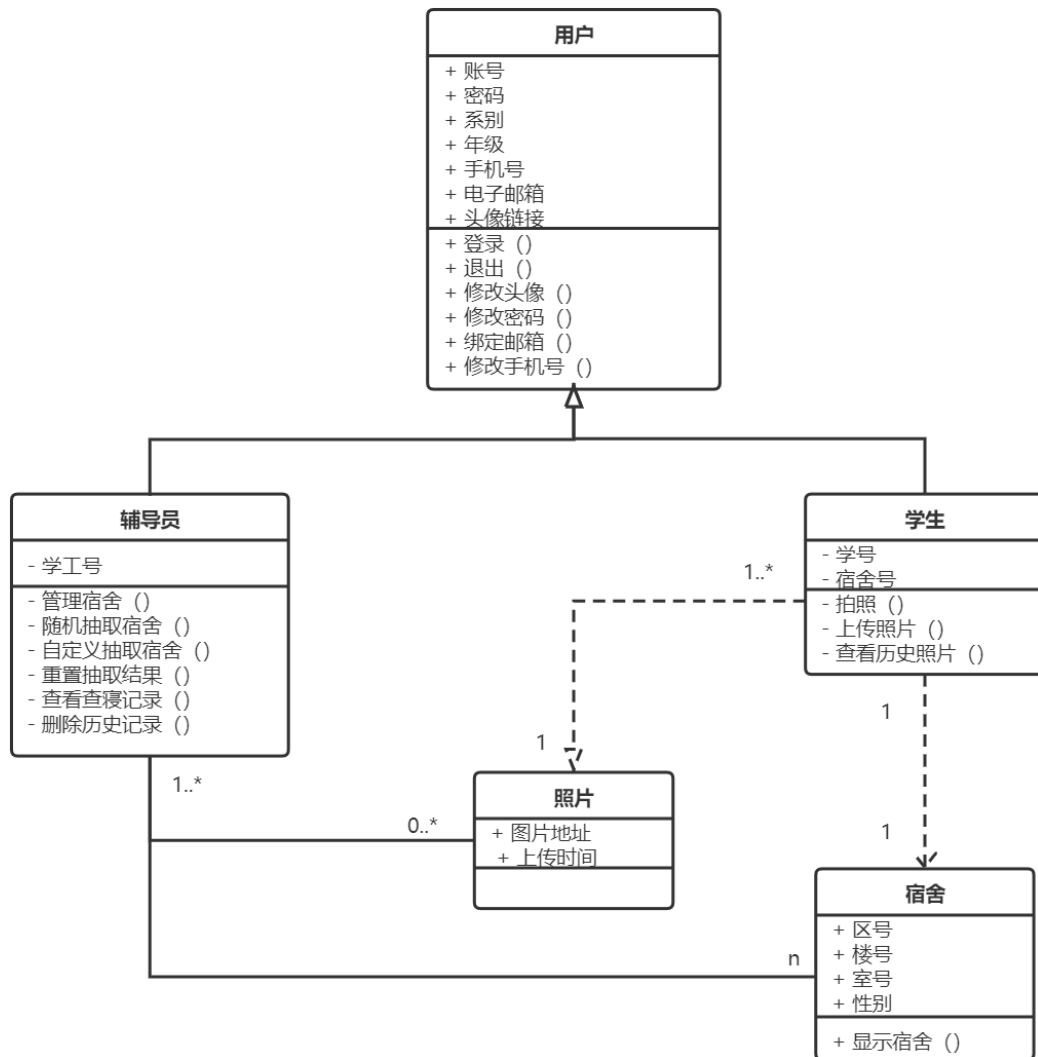 用户
+ 账号
+ 密码
+ 系别
+ 年级
+ 手机号
+ 电子邮箱
+ 头像链接
+ 登录（）
+ 退出（）
+ 修改头像（）
+ 修改密码（）
+ 绑定邮箱（）
+ 修改手机号（）
辅导员
- 学工号
- 管理宿舍（）
- 随机抽取宿舍（）
- 自定义抽取宿舍（）
- 重置抽取结果（）
- 查看查寝记录（）
- 删除历史记录（）
学生
- 学号
- 宿舍号
- 拍照（）
- 上传照片（）
- 查看历史照片（）
1..*
1
1
1..*
0..*
照片
+ 图片地址
+ 上传时间
1
n
宿舍
+ 区号
+ 楼号
+ 室号
+ 性别
+ 显示宿舍（）